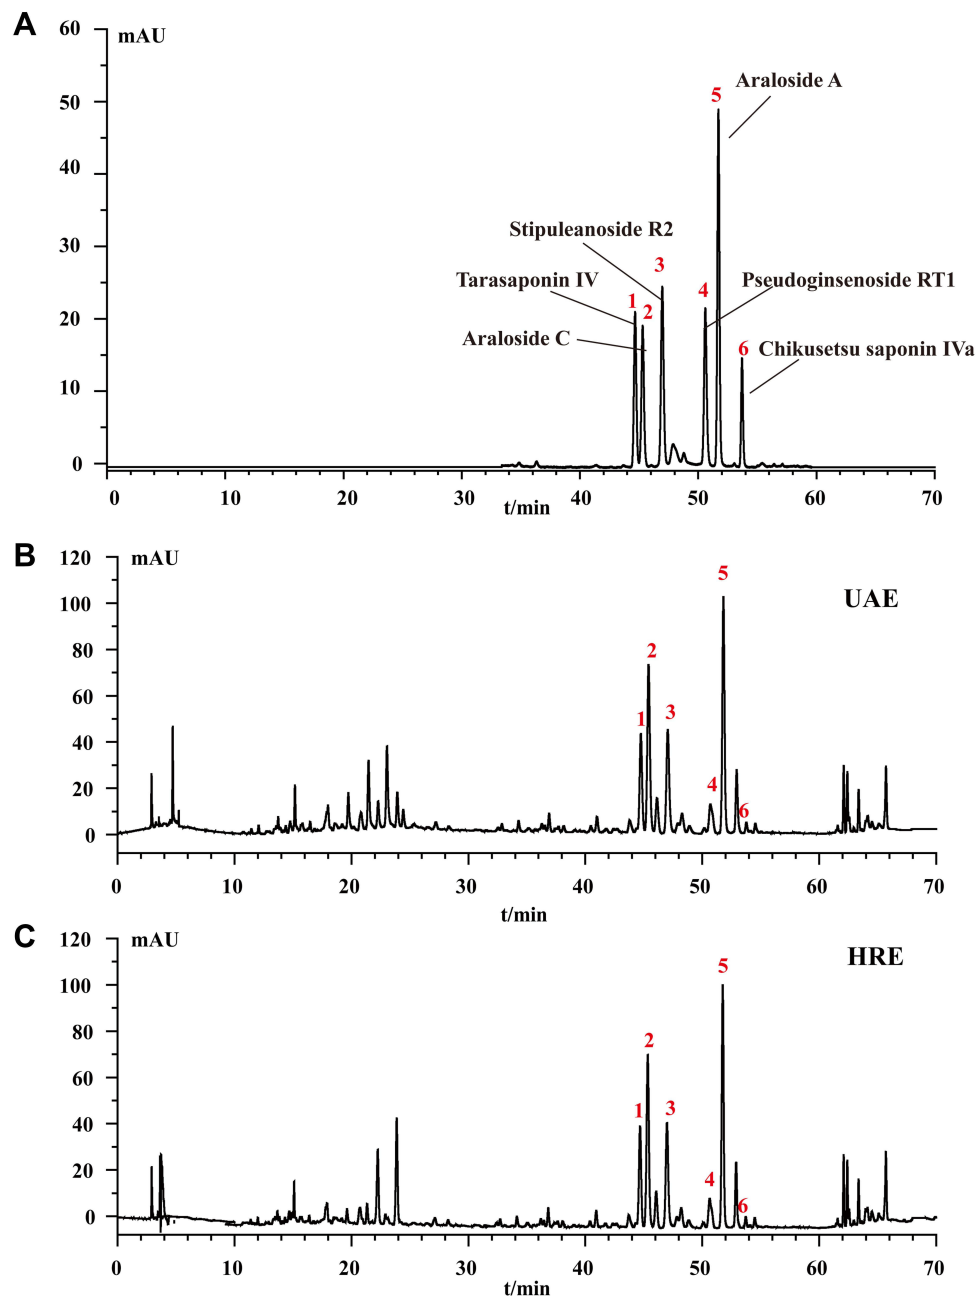 A
60
mAU
50
40
30
20
10
0
5
Araloside A
Stipuleanoside R2
3
Tarasaponin IV
1
2
4
Pseudoginsenoside RT1
Araloside C
6
Chikusetsu saponin IVa
0 10 20 30 40 50 60 70
t/min
B
120
mAU
100
80
60
40
20
0
5
UAE
2
1
3
4
6
0 10 20 30 40 50 60 70
t/min
C
120
mAU
100
80
60
40
20
0
5
HRE
2
1
3
4
6
0 10 20 30 40 50 60 70
t/min